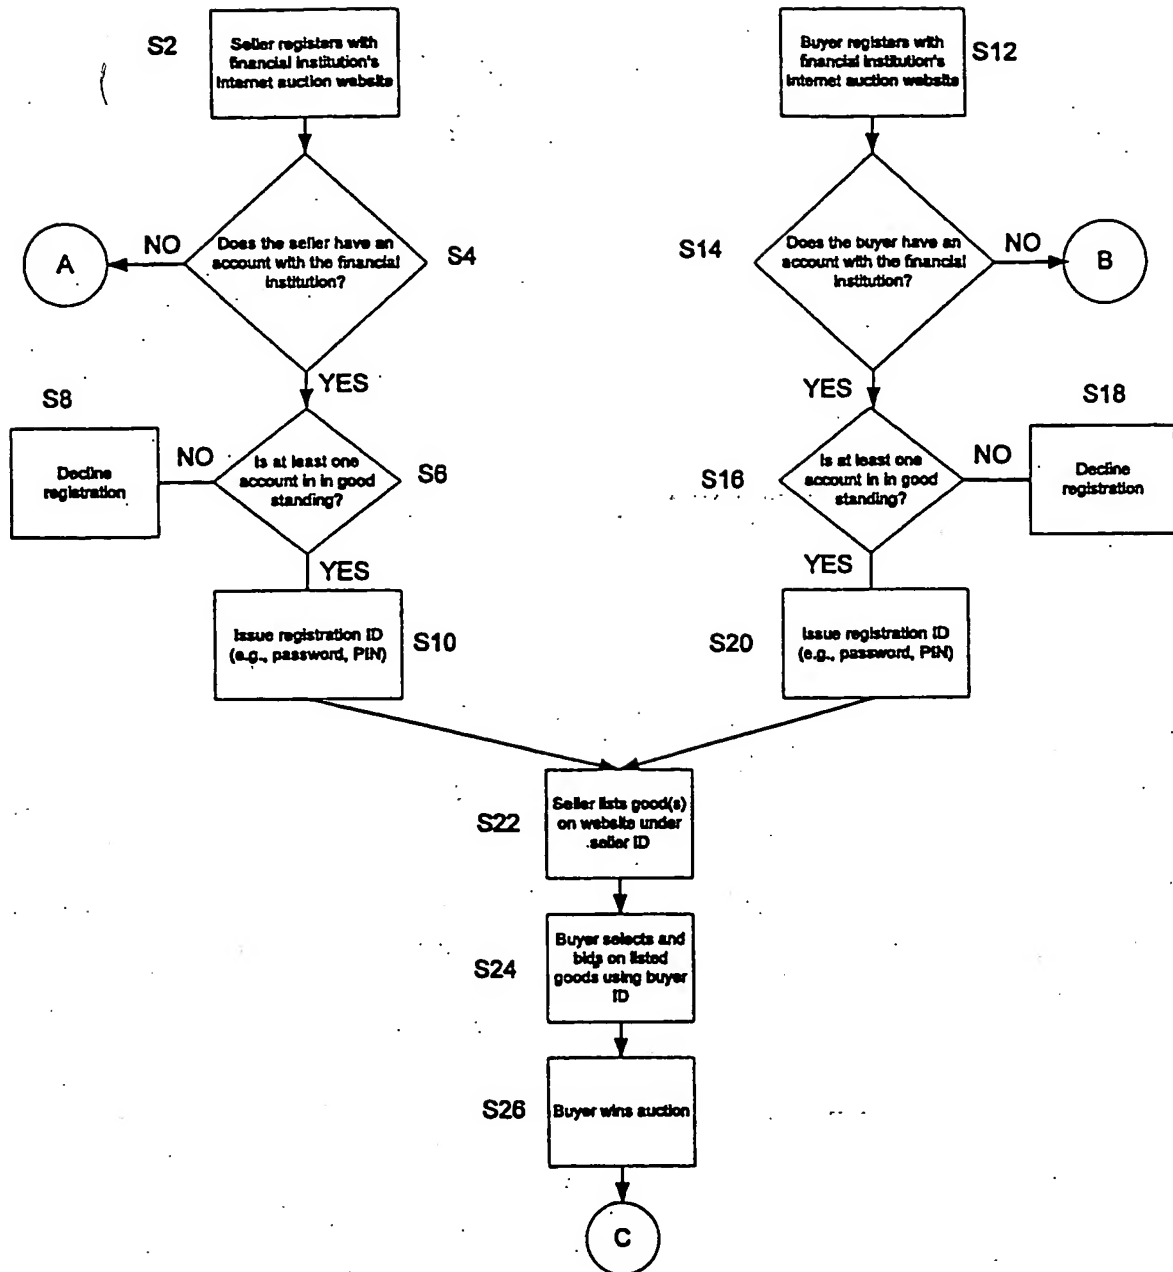 S2
Seller registers with
financial institution's
Internet auction website
Buyer registers with
financial institution's
Internet auction website
S12
A
NO
Does the seller have an
account with the financial
institution?
S4
S14
Does the buyer have an
account with the financial
institution?
NO
B
YES
YES
S8
S18
Decline
registration
NO
Is at least one
account in in good
standing?
S6
S16
Is at least one
account in in good
standing?
NO
Decline
registration
YES
YES
Issue registration ID
(e.g., password, PIN)
S10
S20
Issue registration ID
(e.g., password, PIN)
S22
Seller lists good(s)
on website under
seller ID
S24
Buyer selects and
bids on listed
goods using buyer
ID
S26
Buyer wins auction
C